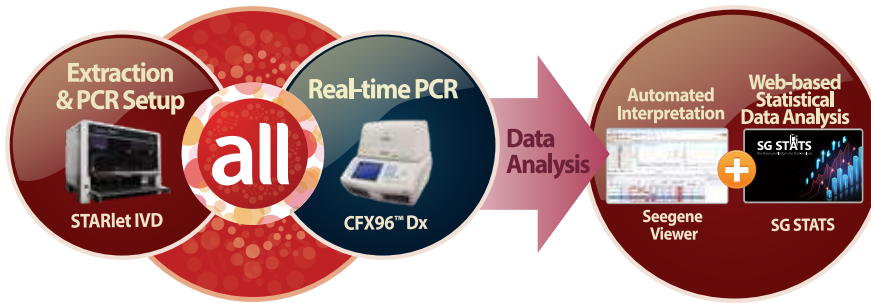 Extraction
& PCR Setup
STARlet IVD
all
Real-time PCR
CFX96™ Dx
Data
Analysis
Automated
Interpretation
Seegene
Viewer
+
Web-based
Statistical
Data Analysis
SG STATS
SG STATS